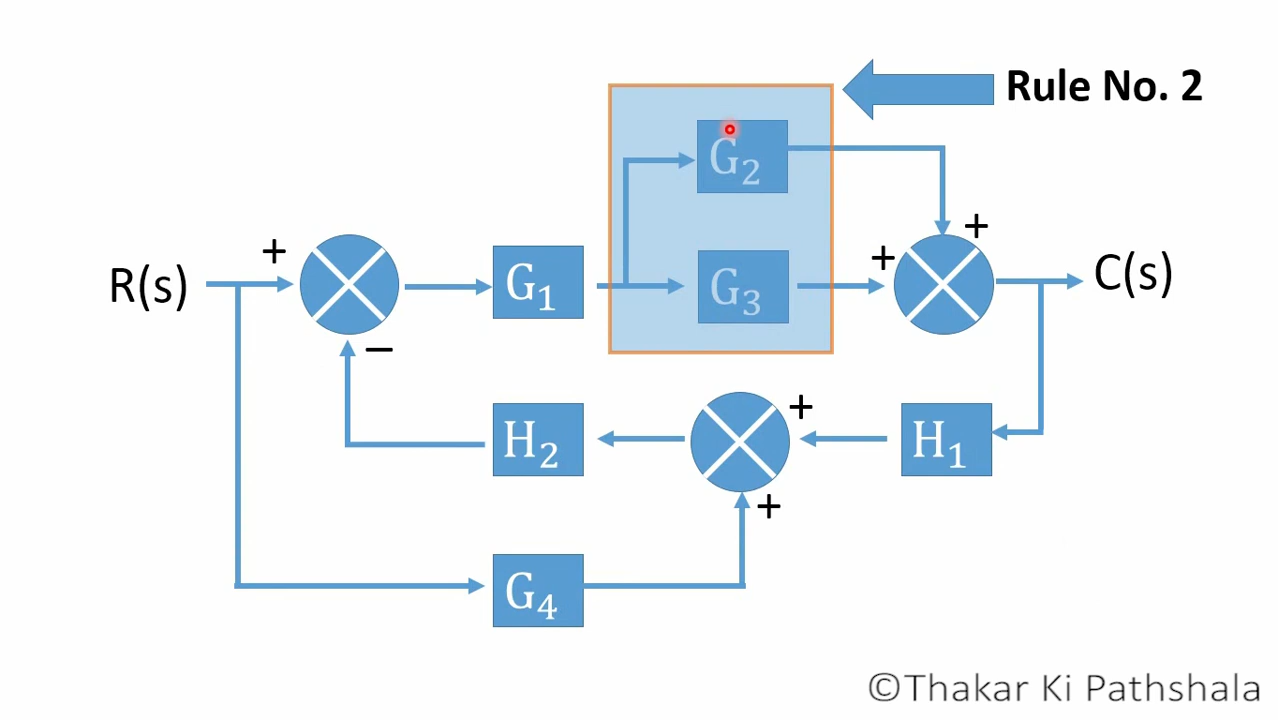 Rule No. 2
G2
+
+
+
R(s)
G1
G3
C(s)
−
+
H2
H1
+
G4
©Thakar Ki Pathshala